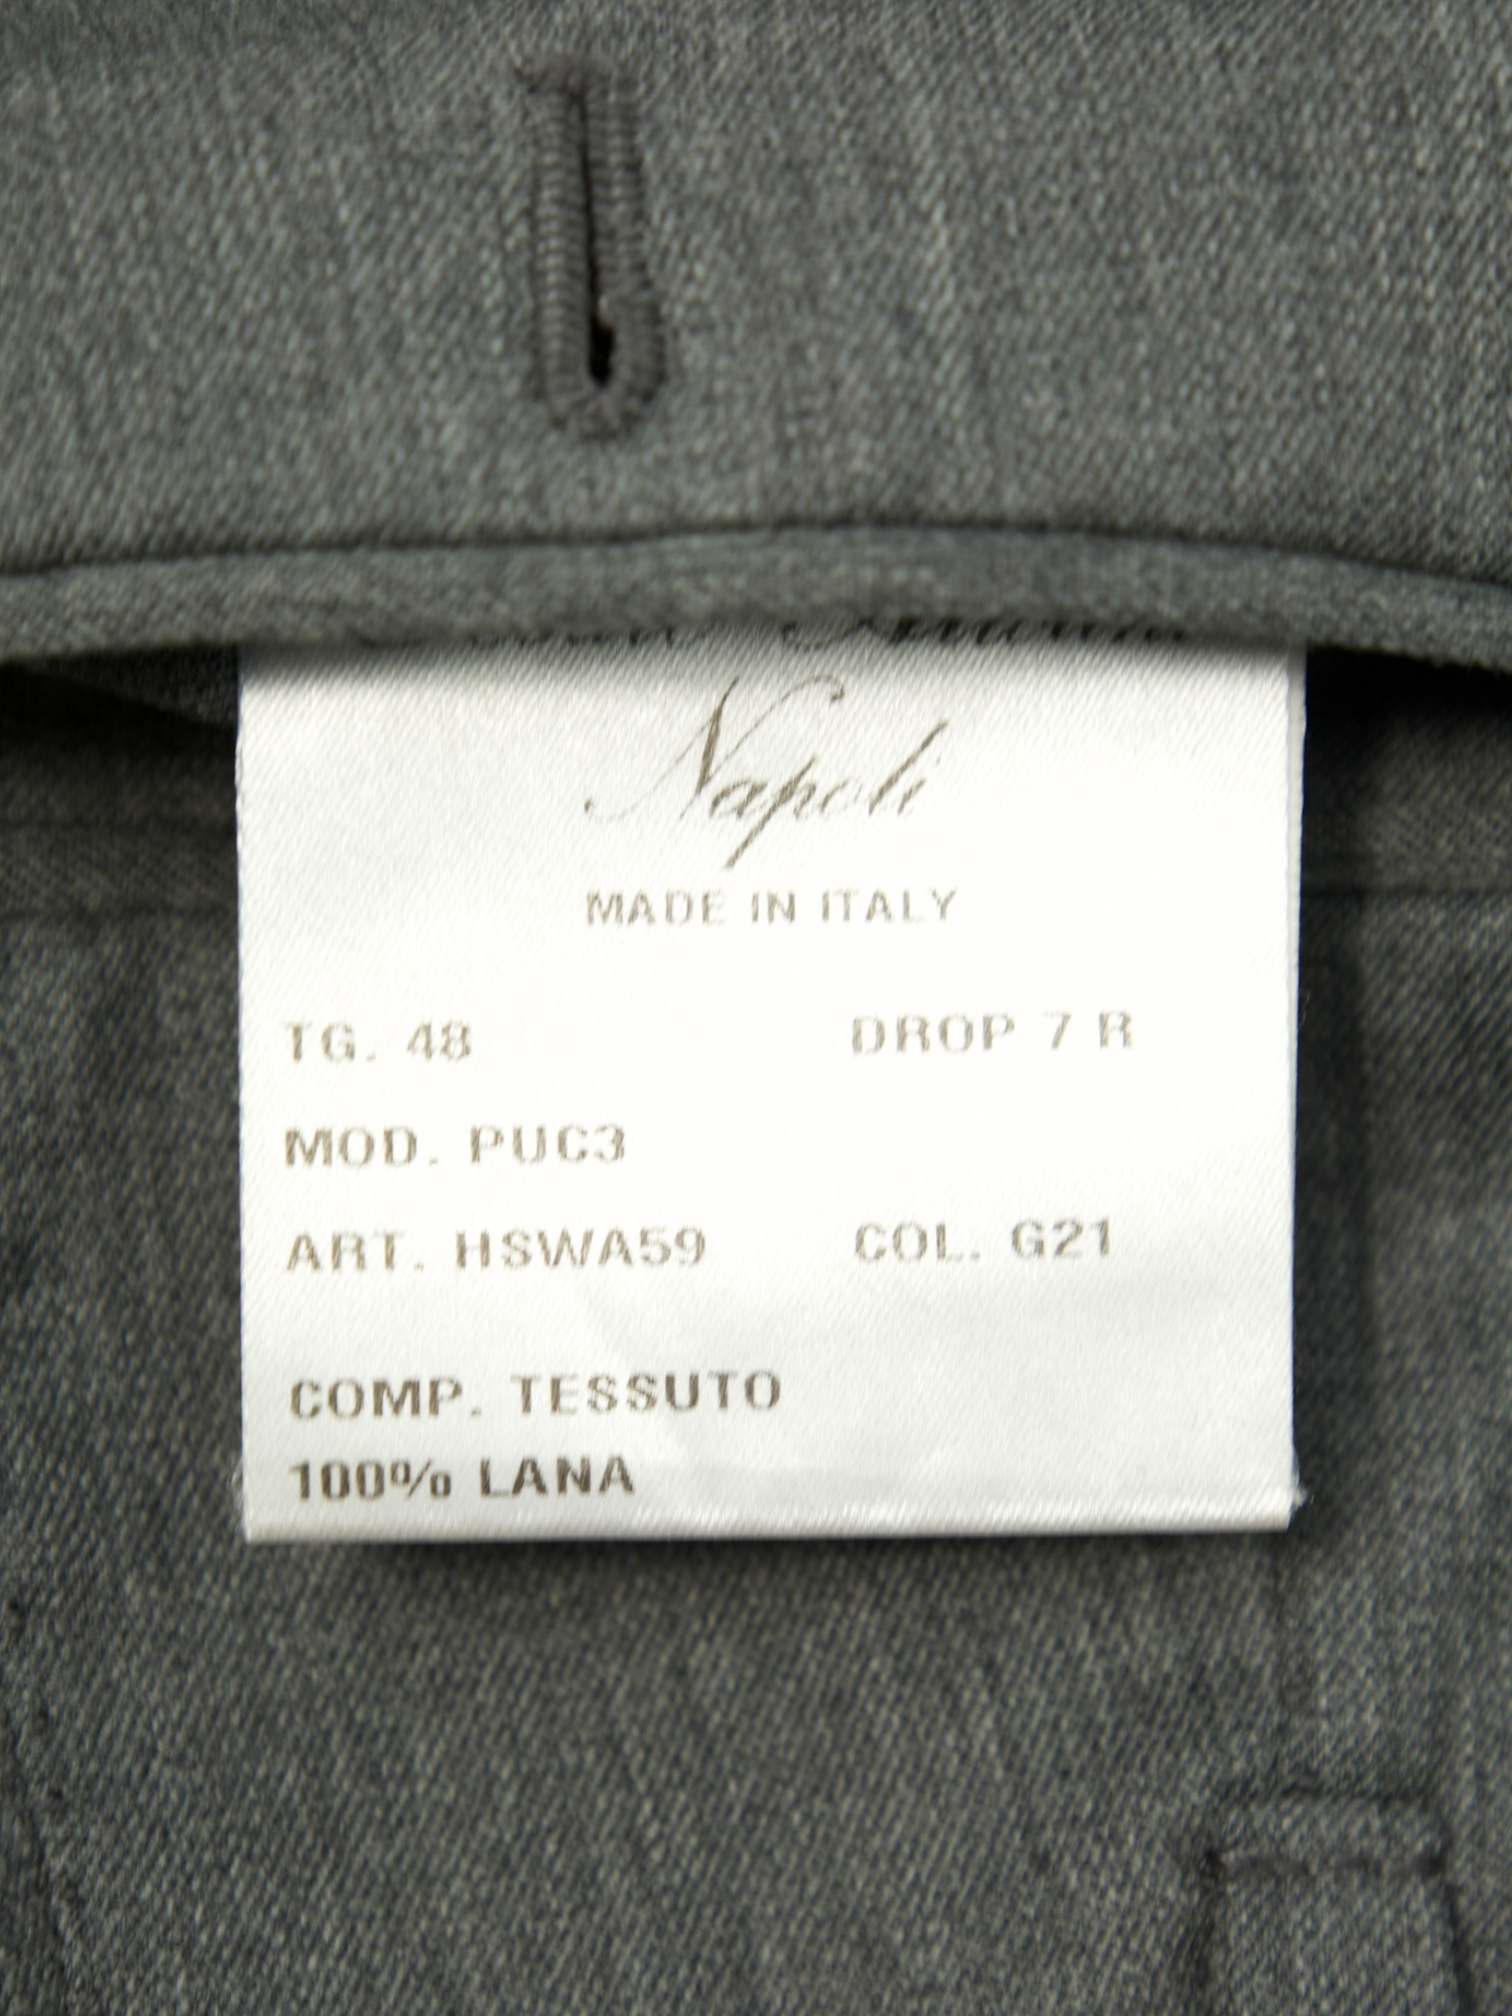 Napoli
MADE IN ITALY
TG. 48 DROP 7 R
MOD. PUC3
ART. HSWA59 COL. G21
COMP. TESSUTO
100% LANA